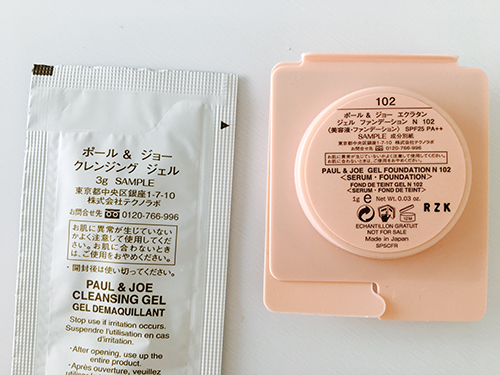 ポール & ジョー
クレンジング ジェル
3g SAMPLE
東京都中央区銀座1-7-10
株式会社テクノラボ
お問合せ先 0120-766-996
お肌に異常が生じていない
かよく注意して使用してくだ
さい。お肌に合わないとき
は、ご使用をおやめください。
・開封後は使い切ってください。
PAUL & JOE
CLEANSING GEL
GEL DEMAQUILLANT
Stop use if irritation occurs.
Suspendre l'utilisation en cas
d'irritation.
・After opening, use up the
entire product.
・Après ouverture, veuillez
102
ポール & ジョー エクラタン
ジェル ファンデーション N 102
〈美容液・ファンデーション〉 SPF25 PA++
SAMPLE 成分別紙
東京都中央区銀座1-7-10 株式会社テクノラボ
お問合せ先 0120-766-996
PAUL & JOE GEL FOUNDATION N 102
<SERUM・FOUNDATION>
FOND DE TEINT GEL N 102
<SERUM・FOND DE TEINT>
1g e Net Wt. 0.03 oz.
RZK
12M
ECHANTILLON GRATUIT
NOT FOR SALE
Made in Japan
SPSCFR